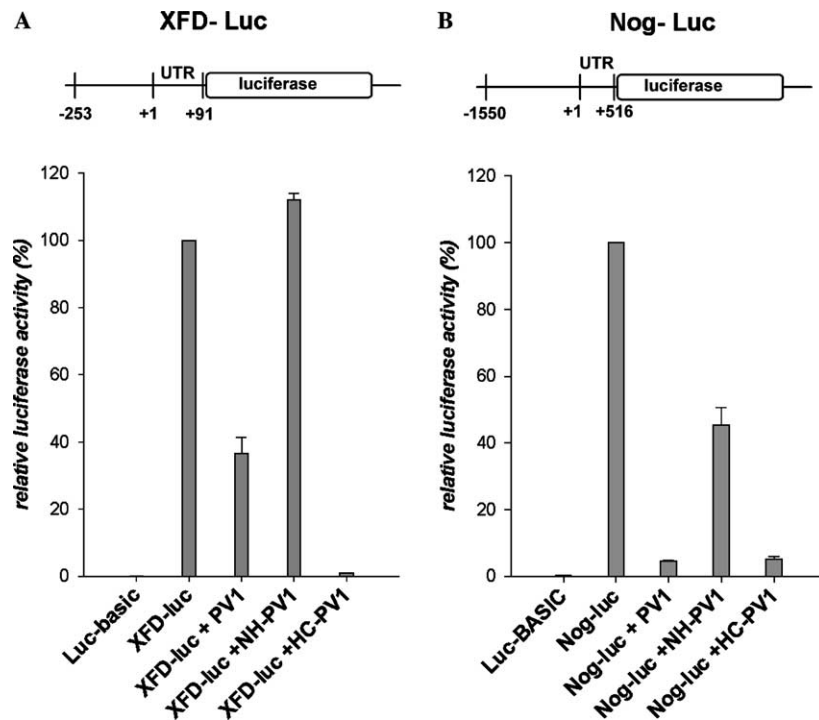 A
XFD- Luc
UTR
luciferase
-253
+1
+91
relative luciferase activity (%)
120
100
80
60
40
20
0
Luc-basic
XFD-luc
XFD-luc + PV1
XFD-luc +NH-PV1
XFD-luc +HC-PV1
B
Nog- Luc
UTR
luciferase
-1550
+1
+516
relative luciferase activity (%)
120
100
80
60
40
20
0
Luc-BASIC
Nog-luc
Nog-luc + PV1
Nog-luc +NH-PV1
Nog-luc +HC-PV1